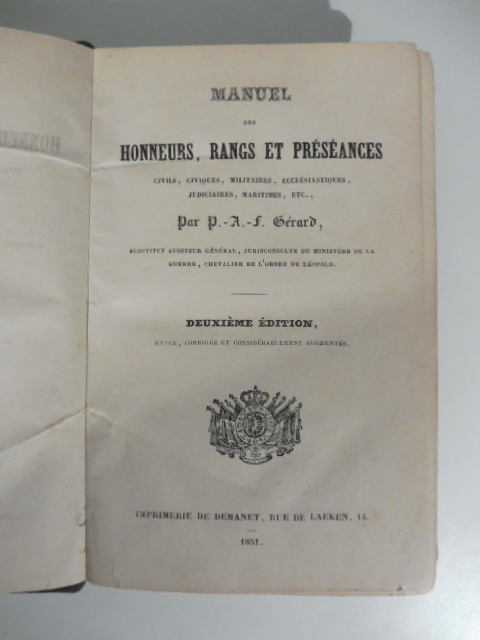 MANUEL
DES
HONNEURS, RANGS ET PRÉSÉANCES
CIVILS, CIVIQUES, MILITAIRES, ECCLÉSIASTIQUES,
JUDICIAIRES, MARITIMES, ETC.,
Par P.-A.-F. Gérard,
SUBSTITUT AUDITEUR GÉNÉRAL, JURISCONSULTE DU MINISTÈRE DE LA
GUERRE, CHEVALIER DE L'ORDRE DE LÉOPOLD.
DEUXIÈME ÉDITION,
REVUE, CORRIGÉE ET CONSIDÉRABLEMENT AUGMENTÉE.
IMPRIMERIE DE DEMANET, RUE DE LAEKEN, 14.
1851.